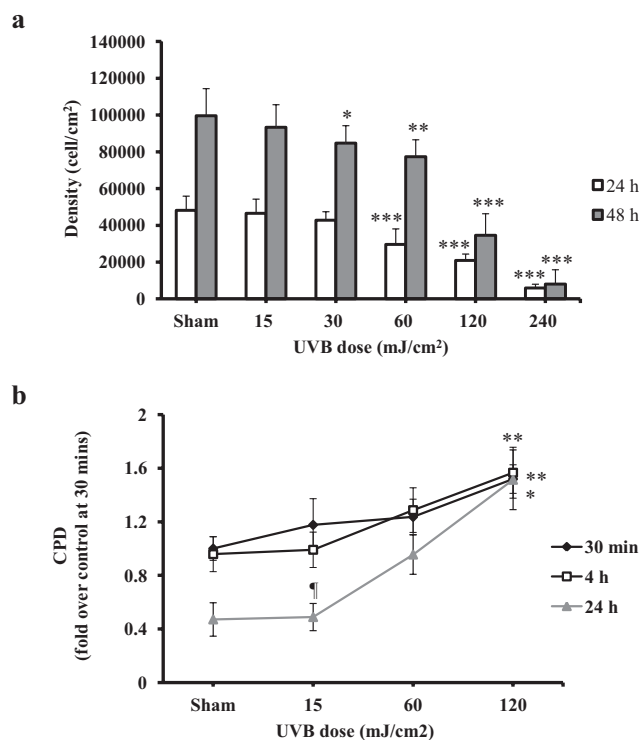 a
140000
120000
100000
80000
60000
40000
20000
0
Density (cell/cm²)
*
**
***
***
***
***
***
24 h
48 h
Sham 15 30 60 120 240
UVB dose (mJ/cm²)
b
2
1.6
1.2
0.8
0.4
0
CPD
(fold over control at 30 mins)
**
**
*
¶
30 min
4 h
24 h
Sham 15 60 120
UVB dose (mJ/cm2)